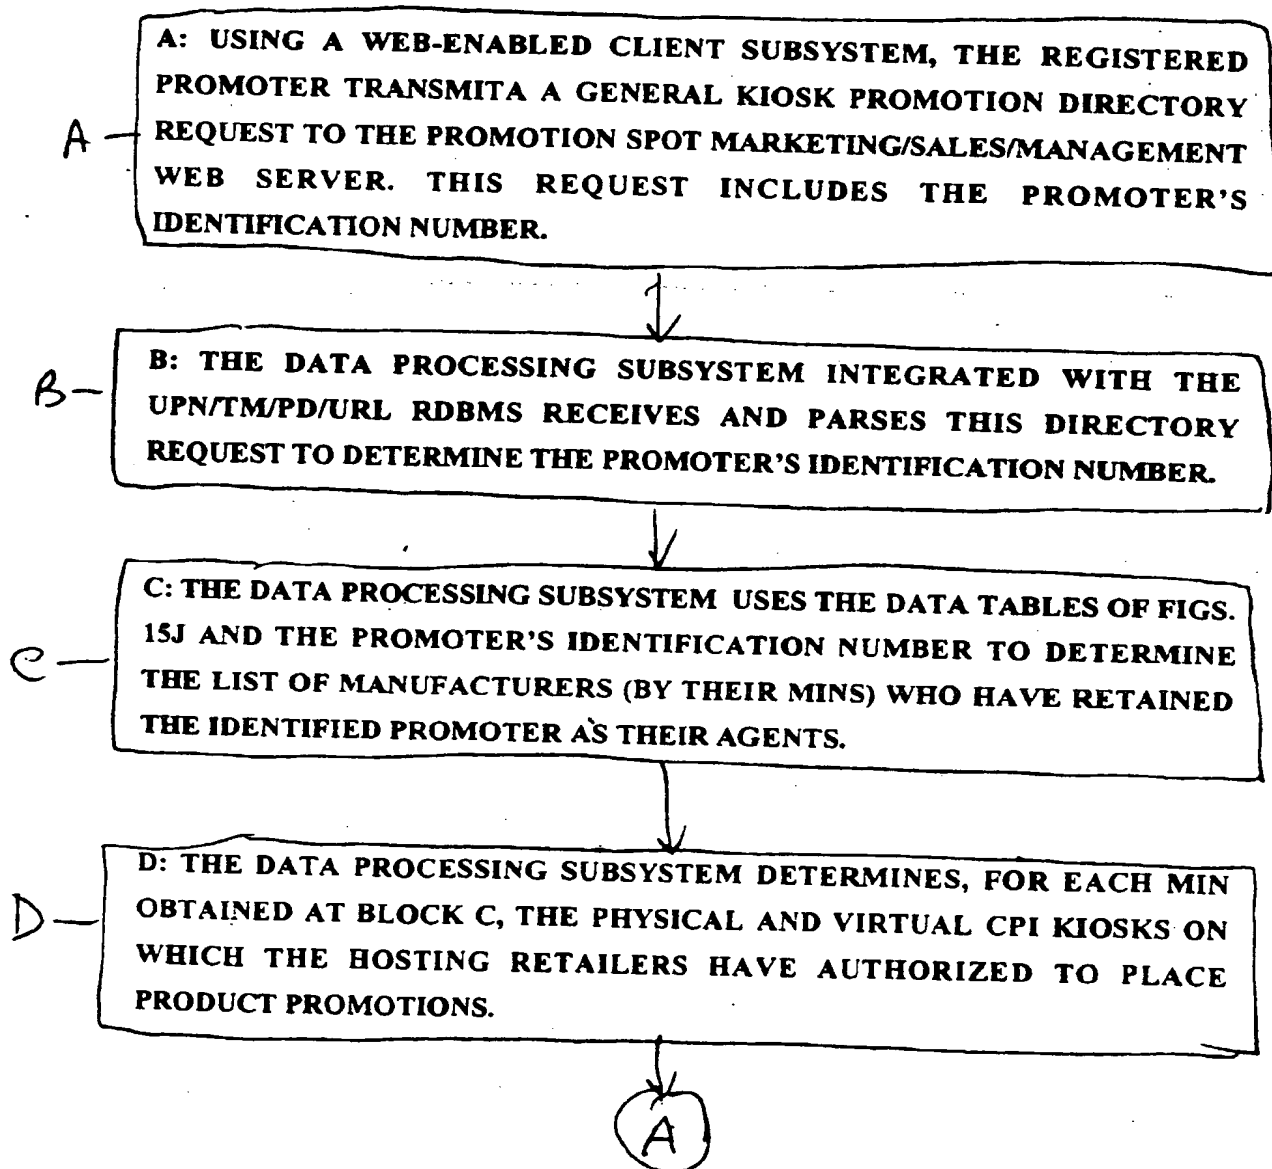 A: USING A WEB-ENABLED CLIENT SUBSYSTEM, THE REGISTERED
PROMOTER TRANSMITA A GENERAL KIOSK PROMOTION DIRECTORY
A
REQUEST TO THE PROMOTION SPOT MARKETING/SALES/MANAGEMENT
WEB SERVER. THIS REQUEST INCLUDES THE PROMOTER'S
IDENTIFICATION NUMBER.
B: THE DATA PROCESSING SUBSYSTEM INTEGRATED WITH THE
B
UPN/TM/PD/URL RDBMS RECEIVES AND PARSES THIS DIRECTORY
REQUEST TO DETERMINE THE PROMOTER'S IDENTIFICATION NUMBER.
C: THE DATA PROCESSING SUBSYSTEM USES THE DATA TABLES OF FIGS.
15J AND THE PROMOTER'S IDENTIFICATION NUMBER TO DETERMINE
C
THE LIST OF MANUFACTURERS (BY THEIR MINS) WHO HAVE RETAINED
THE IDENTIFIED PROMOTER AS THEIR AGENTS.
D: THE DATA PROCESSING SUBSYSTEM DETERMINES, FOR EACH MIN
D
OBTAINED AT BLOCK C, THE PHYSICAL AND VIRTUAL CPI KIOSKS ON
WHICH THE HOSTING RETAILERS HAVE AUTHORIZED TO PLACE
PRODUCT PROMOTIONS.
A